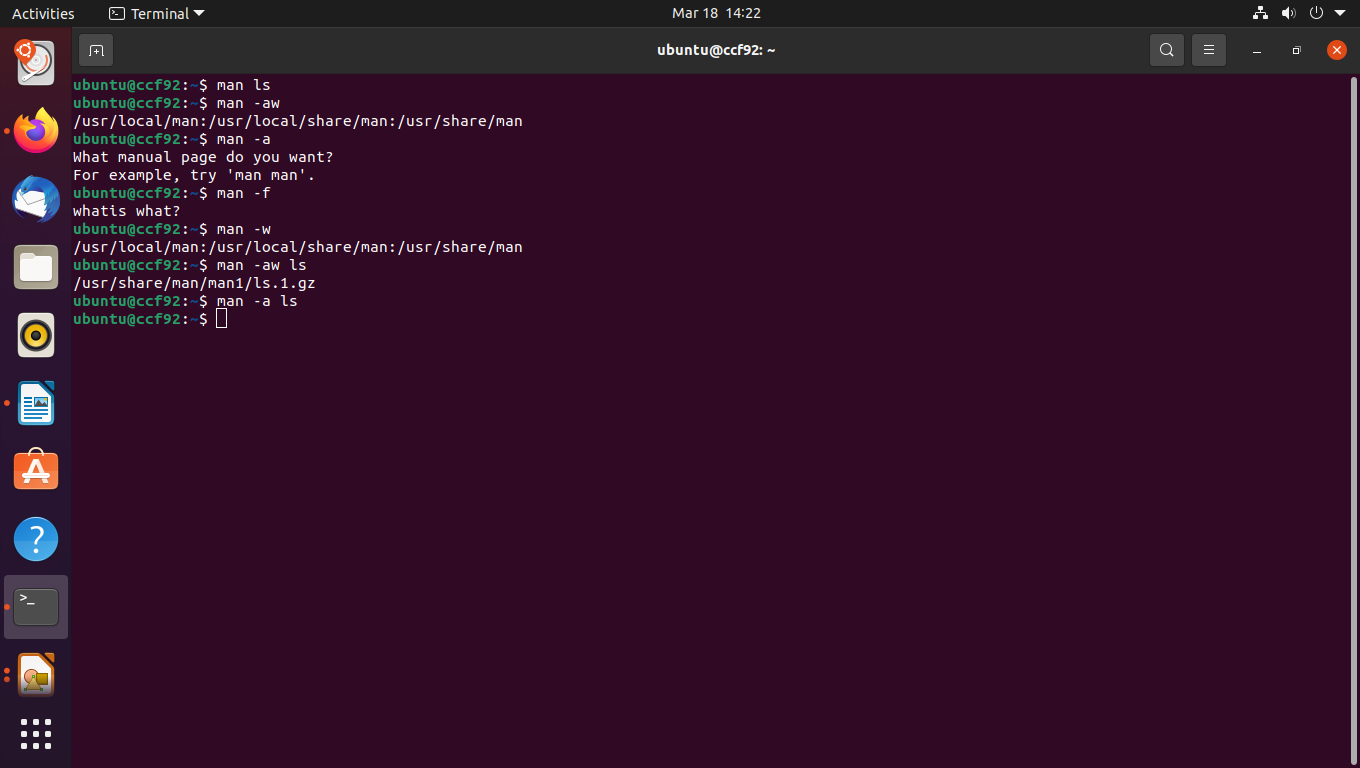 Activities
Terminal
Mar 18 14:22
ubuntu@ccf92: ~
ubuntu@ccf92:~$ man ls
ubuntu@ccf92:~$ man -aw
/usr/local/man:/usr/local/share/man:/usr/share/man
ubuntu@ccf92:~$ man -a
What manual page do you want?
For example, try 'man man'.
ubuntu@ccf92:~$ man -f
whatis what?
ubuntu@ccf92:~$ man -w
/usr/local/man:/usr/local/share/man:/usr/share/man
ubuntu@ccf92:~$ man -aw ls
/usr/share/man/man1/ls.1.gz
ubuntu@ccf92:~$ man -a ls
ubuntu@ccf92:~$